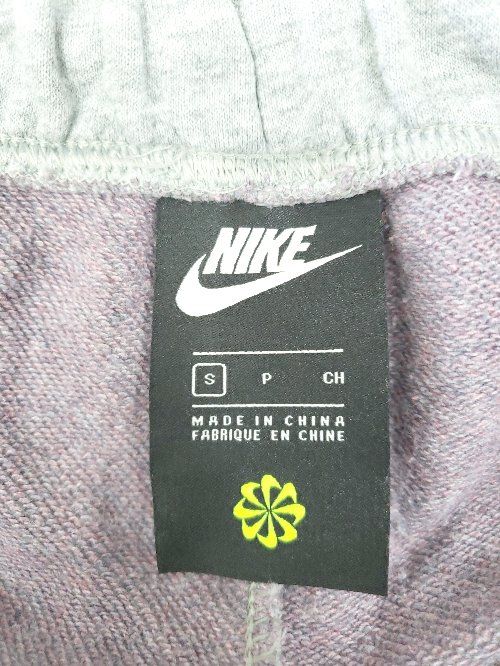 NIKE
S P CH
MADE IN CHINA
FABRIQUE EN CHINE